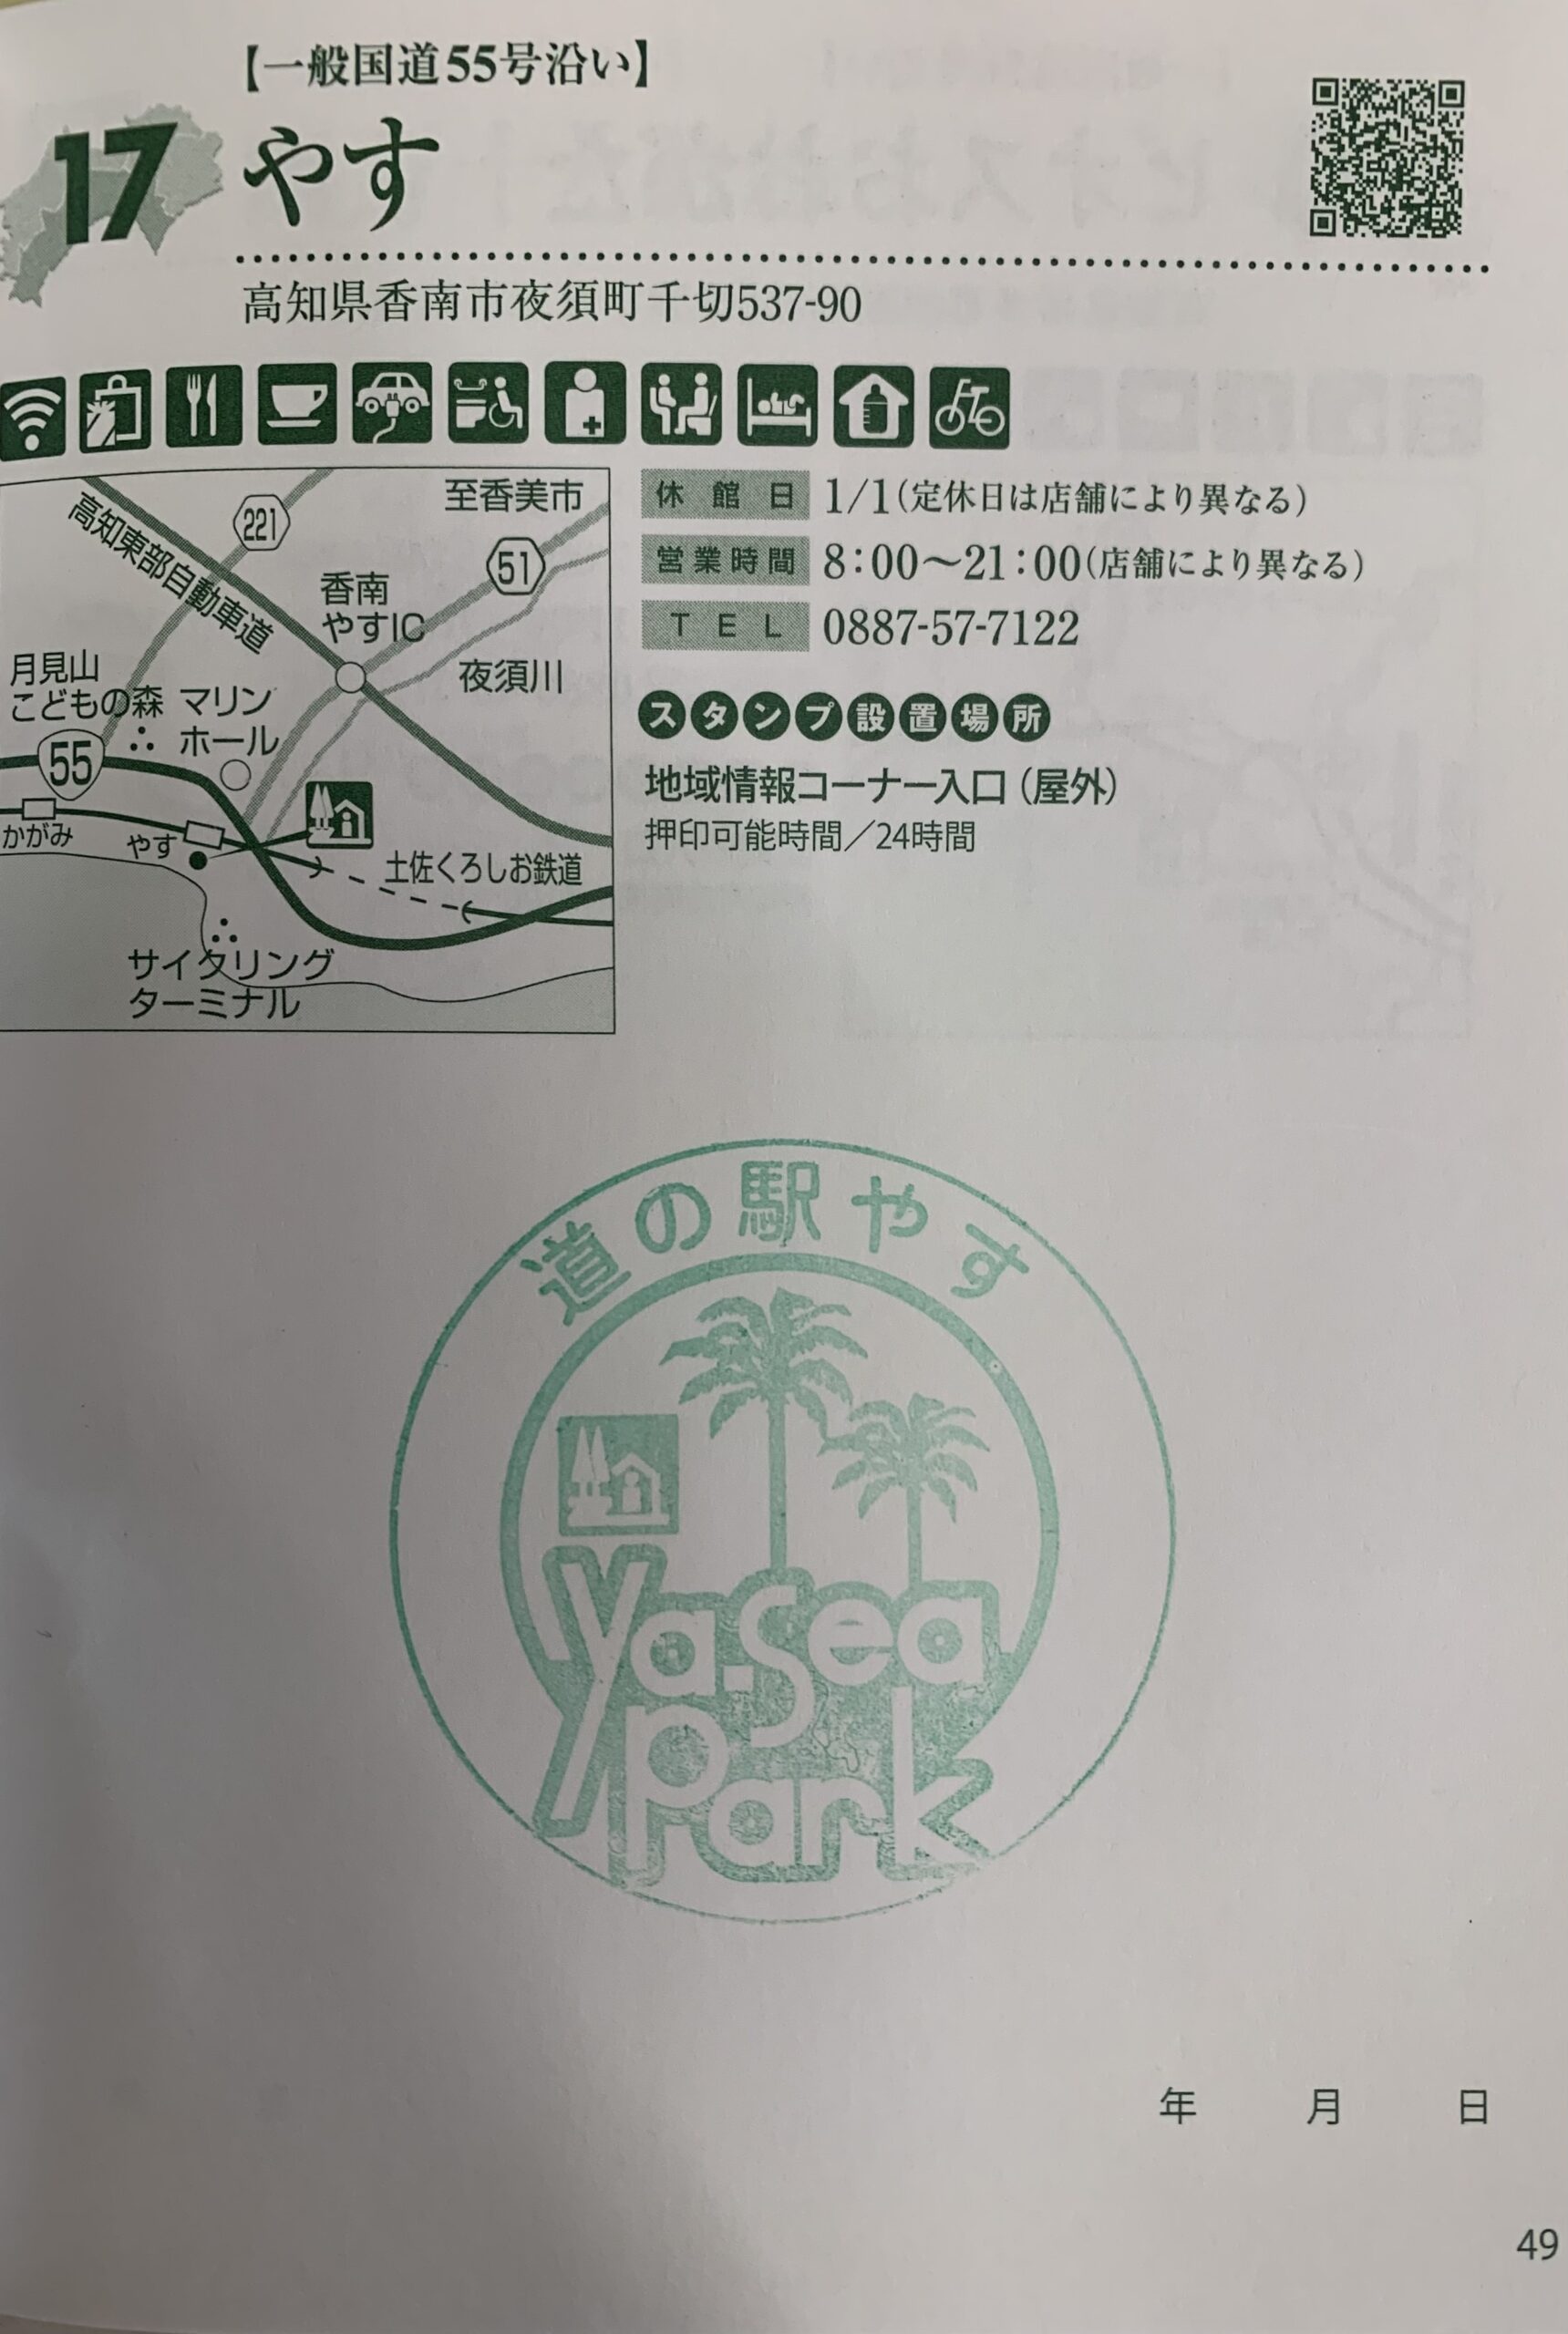 【一般国道55号沿い】
17 やす
高知県香南市夜須町千切537-90
至香美市
221
51
高知東部自動車道
香南
やすIC
夜須川
月見山
こどもの森
マリン
ホール
55
かがみ
やす
土佐くろしお鉄道
サイクリング
ターミナル
休館日 1/1(定休日は店舗により異なる)
営業時間 8:00～21:00(店舗により異なる)
TEL 0887-57-7122
スタンプ設置場所
地域情報コーナー入口（屋外）
押印可能時間／24時間
道の駅やす
Ya-Sea
Park
年 月 日
49